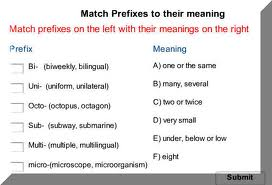 Match Prefixes to their meaning
Match prefixes on the left with their meanings on the right
Prefix Meaning
Bi- (biweekly, bilingual) A) one or the same
Uni- (uniform, unilateral) B) many, several
Octo- (octopus, octagon) C) two or twice
Sub- (subway, submarine) D) very small
Multi- (multiple, multilingual) E) under, below or low
micro-(microscope, microorganism) F) eight
Submit